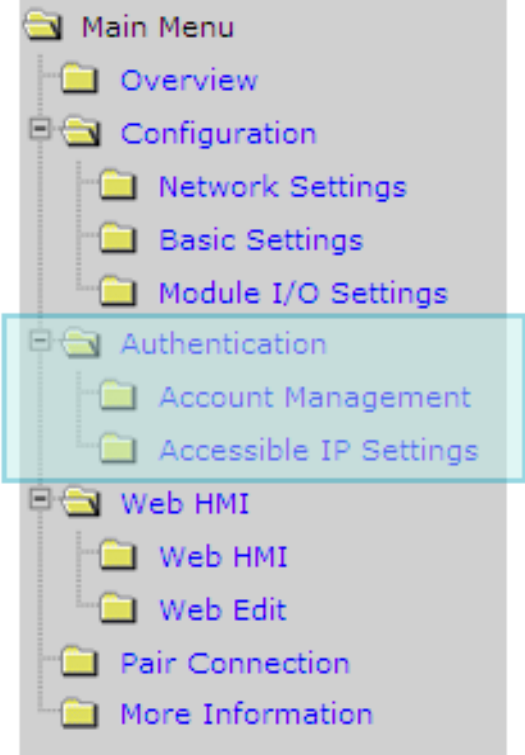 Main Menu
Overview
Configuration
Network Settings
Basic Settings
Module I/O Settings
Authentication
Account Management
Accessible IP Settings
Web HMI
Web HMI
Web Edit
Pair Connection
More Information